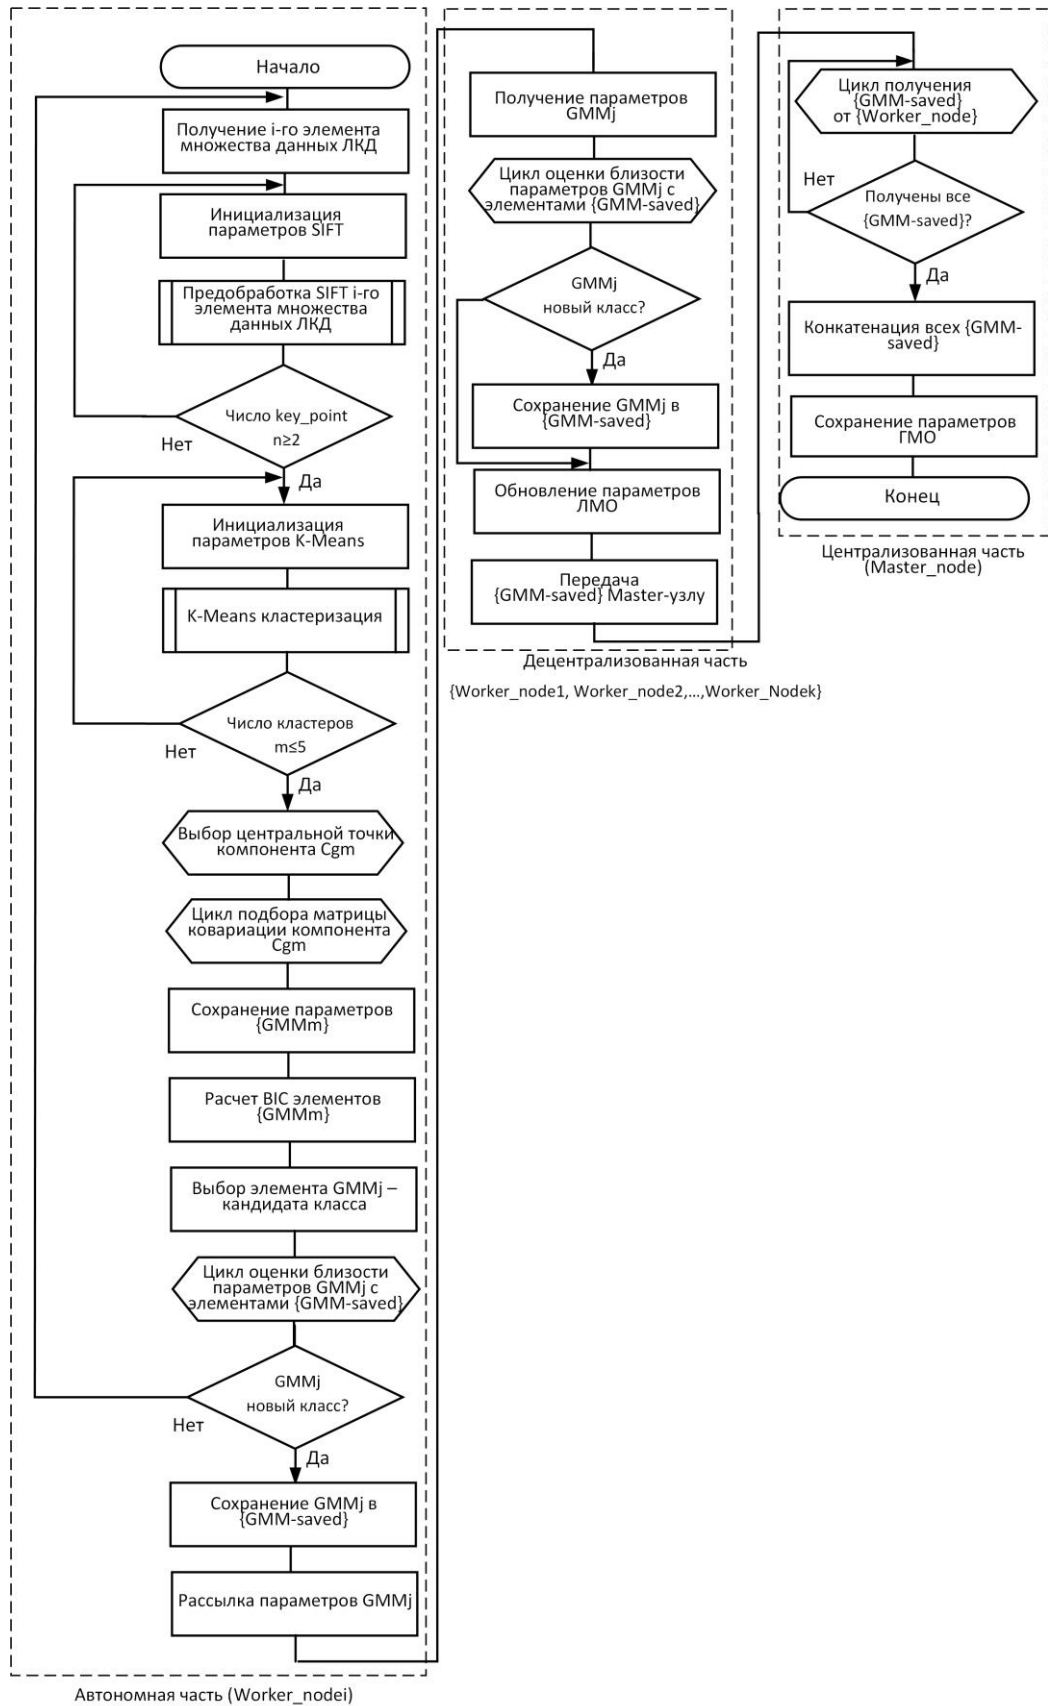 Начало
Получение i-го элемента
множества данных ЛКД
Инициализация
параметров SIFT
Предобработка SIFT i-го
элемента множества
данных ЛКД
Число key_point
n≥2
Нет
Да
Инициализация
параметров K-Means
K-Means кластеризация
Число кластеров
m≤5
Нет
Да
Выбор центральной точки
компонента Cgm
Цикл подбора матрицы
ковариации компонента
Cgm
Сохранение параметров
{GMMm}
Расчет BIC элементов
{GMMm}
Выбор элемента GMMj –
кандидата класса
Цикл оценки близости
параметров GMMj с
элементами {GMM-saved}
GMMj
новый класс?
Нет
Да
Сохранение GMMj в
{GMM-saved}
Рассылка параметров GMMj
Автономная часть (Worker_nodei)
Получение параметров
GMMj
Цикл оценки близости
параметров GMMj с
элементами {GMM-saved}
GMMj
новый класс?
Да
Сохранение GMMj в
{GMM-saved}
Обновление параметров
ЛМО
Передача
{GMM-saved} Master-узлу
Децентрализованная часть
{Worker_node1, Worker_node2,...,Worker_Nodek}
Цикл получения
{GMM-saved}
от {Worker_node}
Нет
Получены все
{GMM-saved}?
Да
Конкатенация всех {GMM-
saved}
Сохранение параметров
ГМО
Конец
Централизованная часть
(Master_node)